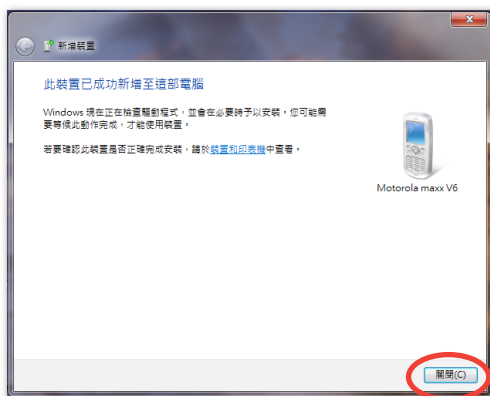 新增裝置
此裝置已成功新增至這部電腦
Windows 現在正在檢查驅動程式，並會在必要時予以安裝。您可能需
要等候此動作完成，才能使用裝置。
若要確認此裝置是否正確完成安裝，請於裝置和印表機中查看。
Motorola maxx V6
關閉(C)